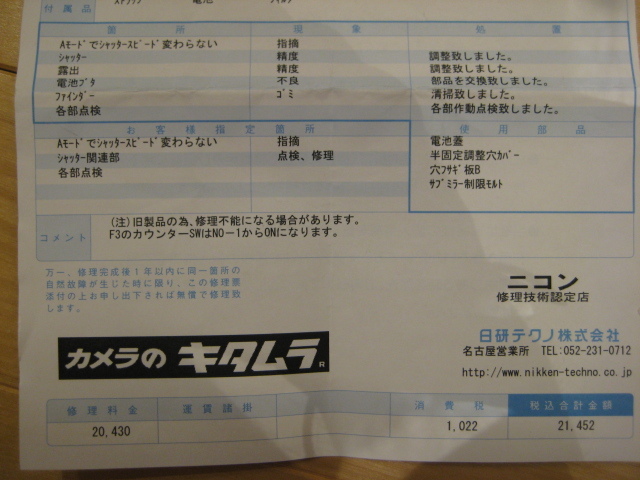 付属品 電池
箇所 現象 処置
Aモードでシャッタースピード変わらない 指摘
シャッター 精度 調整致しました。
露出 精度 調整致しました。
電池ブタ 不良 部品を交換致しました。
ファインダー ゴミ 清掃致しました。
各部点検 各部作動点検致しました。
お客様指定箇所 使用部品
Aモードでシャッタースピード変わらない 指摘 電池蓋
シャッター関連部 点検、修理 半固定調整穴カバー
各部点検 穴フサギ板B
サブミラー制限モルト
コメント
(注)旧製品の為、修理不能になる場合があります。
F3のカウンターSWはNO-1からONになります。
万一、修理完成後1年以内に同一箇所の
自然故障が生じた時に限り、この修理票
添付の上お申し出下されば無償で修理致
します。
ニコン
修理技術認定店
カメラのキタムラ
日研テクノ株式会社
名古屋営業所 TEL:052-231-0712
http://www.nikken-techno.co.jp
修理料金 運賃諸掛 消費税 税込合計金額
20,430 1,022 21,452